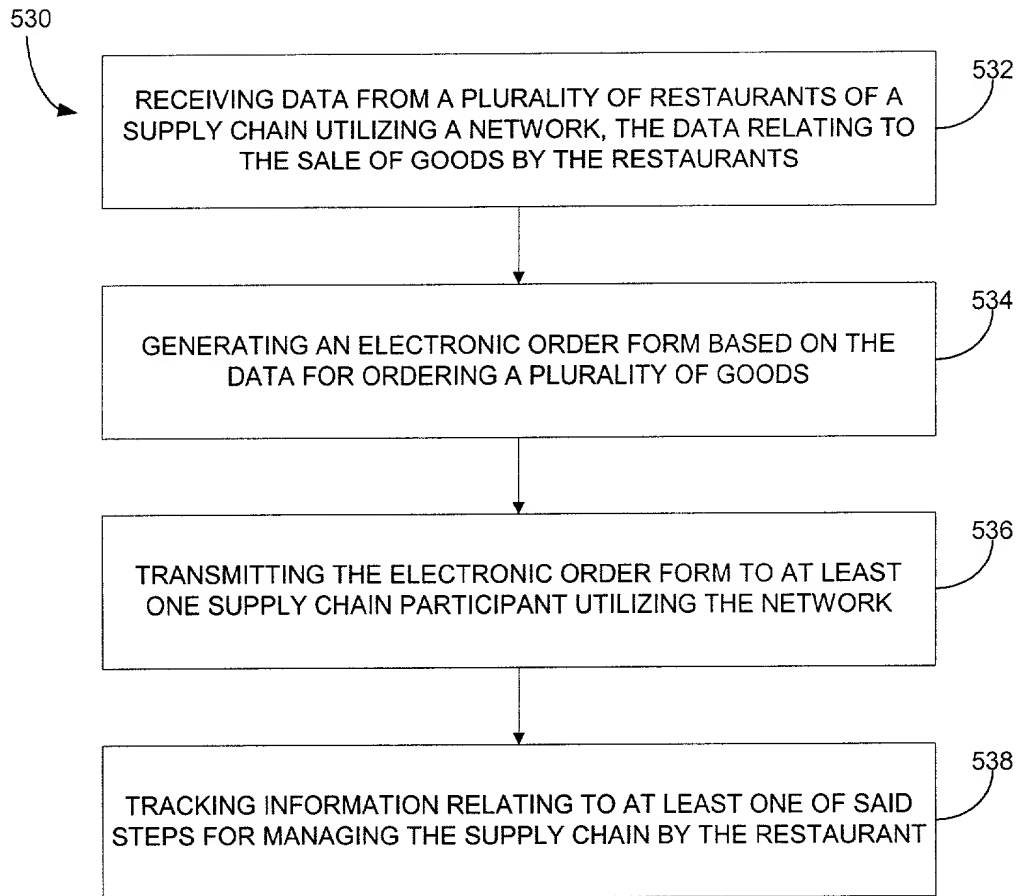 530
532
RECEIVING DATA FROM A PLURALITY OF RESTAURANTS OF A
SUPPLY CHAIN UTILIZING A NETWORK, THE DATA RELATING TO
THE SALE OF GOODS BY THE RESTAURANTS
534
GENERATING AN ELECTRONIC ORDER FORM BASED ON THE
DATA FOR ORDERING A PLURALITY OF GOODS
536
TRANSMITTING THE ELECTRONIC ORDER FORM TO AT LEAST
ONE SUPPLY CHAIN PARTICIPANT UTILIZING THE NETWORK
538
TRACKING INFORMATION RELATING TO AT LEAST ONE OF SAID
STEPS FOR MANAGING THE SUPPLY CHAIN BY THE RESTAURANT